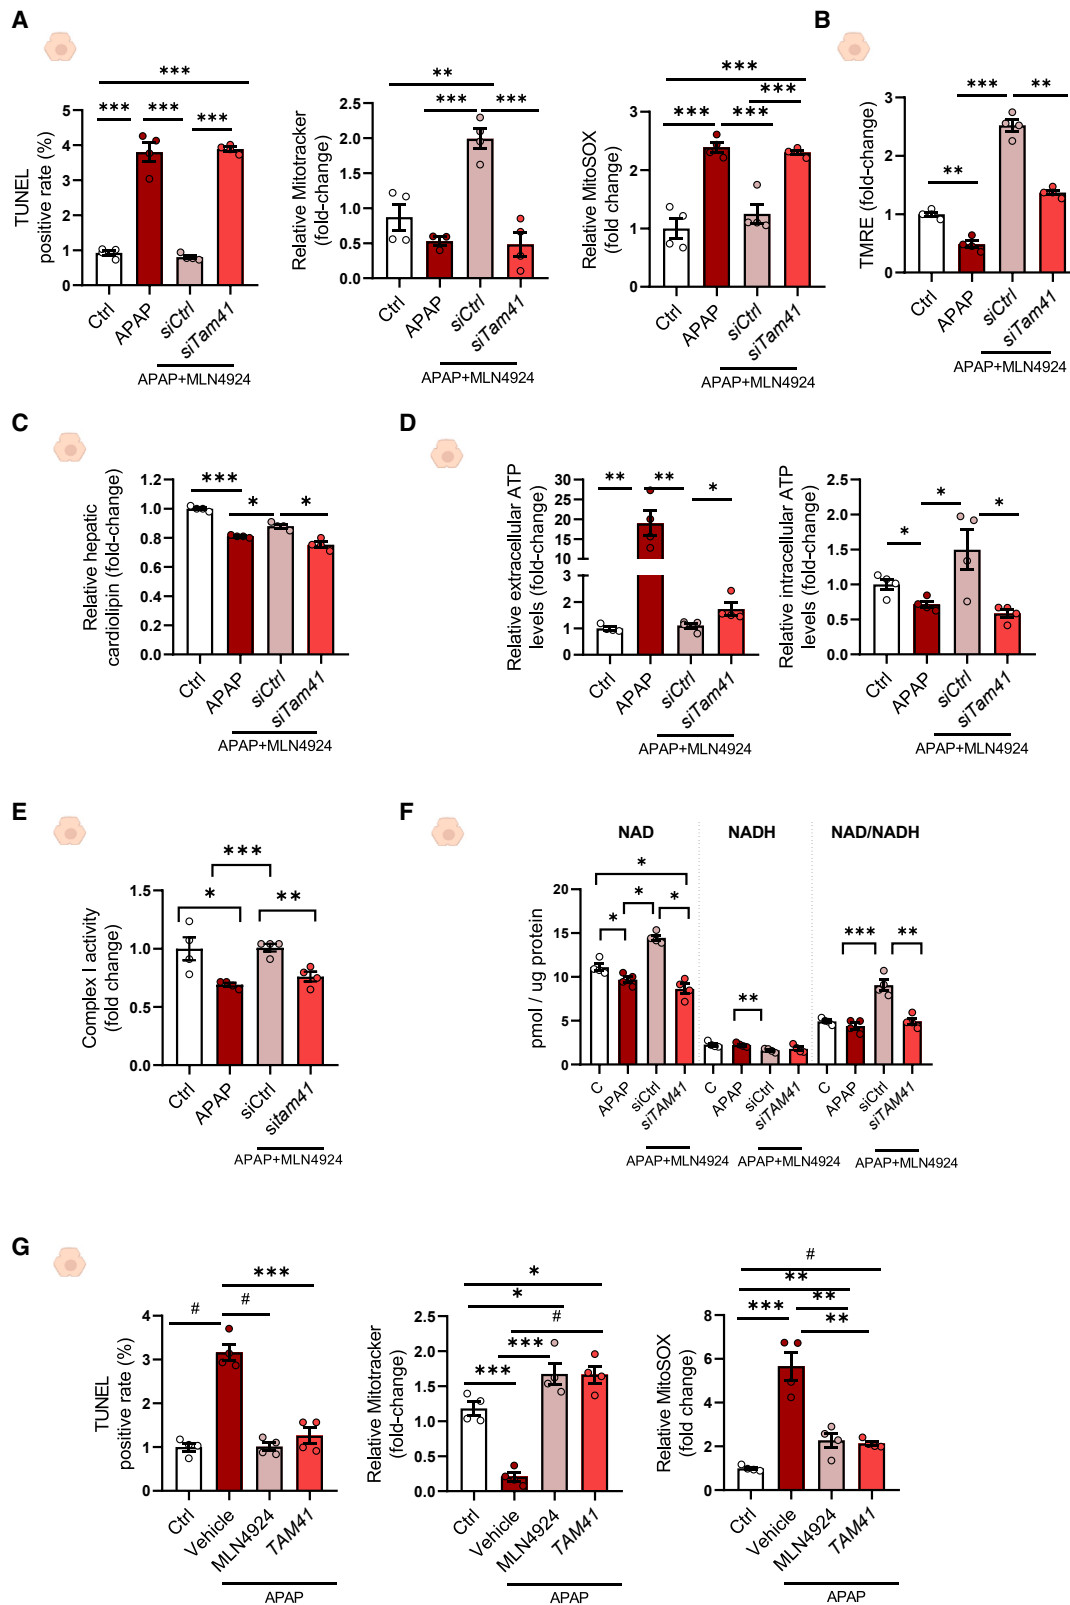 A
B
***
*** *** ***
TUNEL
positive rate (%)
5
4
3
2
1
0
Ctrl
APAP
siCtrl
siTam41
APAP+MLN4924
**
*** ***
Relative Mitotracker
(fold-change)
2.5
2.0
1.5
1.0
0.5
0.0
Ctrl
APAP
siCtrl
siTam41
APAP+MLN4924
***
***
*** ***
Relative MitoSOX
(fold change)
3
2
1
0
Ctrl
APAP
siCtrl
siTam41
APAP+MLN4924
*** **
**
TMRE (fold-change)
3
2
1
0
Ctrl
APAP
siCtrl
siTam41
APAP+MLN4924
C
D
***
* *
Relative hepatic
cardiolipin (fold-change)
1.2
1.0
0.8
0.6
0.4
0.2
0.0
Ctrl
APAP
siCtrl
siTam41
APAP+MLN4924
** **
*
Relative extracellular ATP
levels (fold-change)
30
25
20
15
10
3
2
1
0
Ctrl
APAP
siCtrl
siTam41
APAP+MLN4924
*
*
*
Relative intracellular ATP
levels (fold-change)
2.5
2.0
1.5
1.0
0.5
0.0
Ctrl
APAP
siCtrl
siTam41
APAP+MLN4924
E
F
***
* **
Complex I activity
(fold change)
1.5
1.0
0.5
0.0
Ctrl
APAP
siCtrl
sitam41
APAP+MLN4924
NAD NADH NAD/NADH
*
*
*
*
**
*** **
pmol / ug protein
20
15
10
5
0
C
APAP
siCtrl
siTAM41
C
APAP
siCtrl
siTAM41
C
APAP
siCtrl
siTAM41
APAP+MLN4924 APAP+MLN4924 APAP+MLN4924
G
***
# #
TUNEL
positive rate (%)
4
3
2
1
0
Ctrl
Vehicle
MLN4924
TAM41
APAP
*
*
#
***
***
Relative Mitotracker
(fold-change)
2.5
2.0
1.5
1.0
0.5
0.0
Ctrl
Vehicle
MLN4924
TAM41
APAP
#
**
**
***
**
Relative MitoSOX
(fold change)
8
6
4
2
0
Ctrl
Vehicle
MLN4924
TAM41
APAP